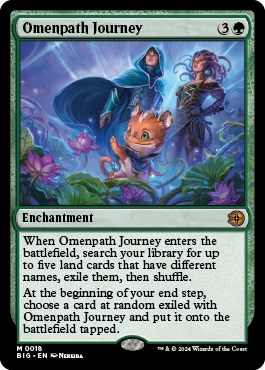 Omenpath Journey 3
Enchantment
When Omenpath Journey enters the
battlefield, search your library for up
to five land cards that have different
names, exile them, then shuffle.
At the beginning of your end step,
choose a card at random exiled with
Omenpath Journey and put it onto the
battlefield tapped.
M 0018
BIG • EN Nereida
™ & © 2024 Wizards of the Coast